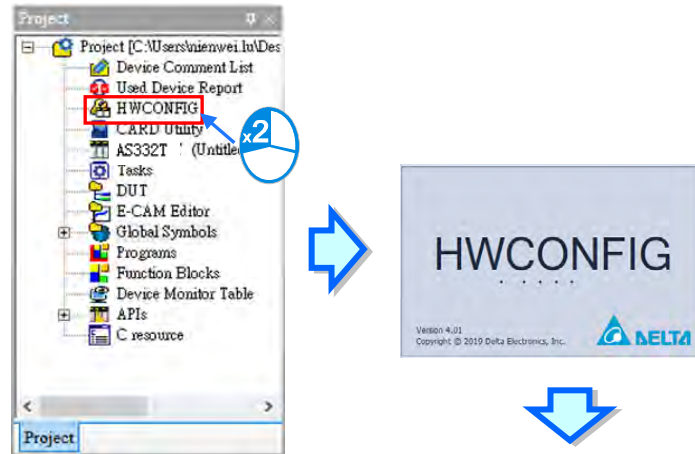 Project
Project [C:\Users\nienwei.lu\Des
Device Comment List
Used Device Report
HWCONFIG
CARD Utility
AS332T (Untitle
Tasks
DUT
E-CAM Editor
Global Symbols
Programs
Function Blocks
Device Monitor Table
APIs
C resource
Project
x2
HWCONFIG
Version 4.01
Copyright © 2019 Delta Electronics, Inc.
DELTA